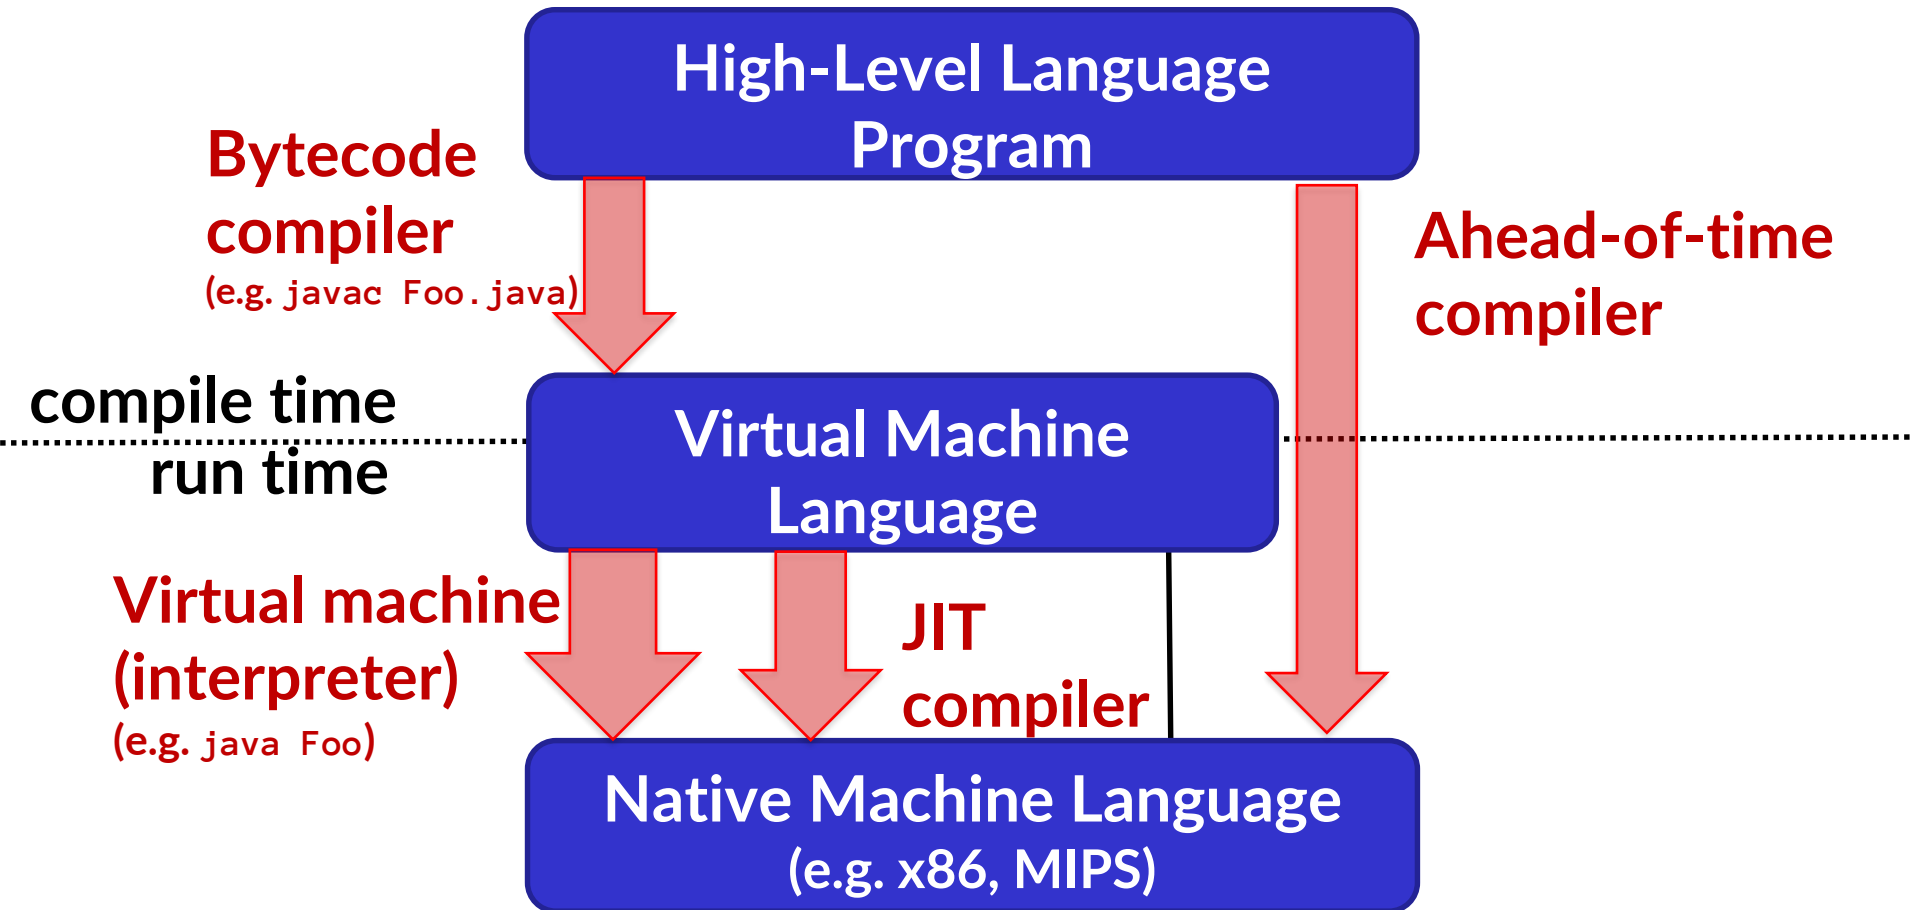 High-Level Language
Program
Bytecode
compiler
(e.g. javac Foo.java)
Ahead-of-time
compiler
compile time
run time
Virtual Machine
Language
Virtual machine
(interpreter)
(e.g. java Foo)
JIT
compiler
Native Machine Language
(e.g. x86, MIPS)